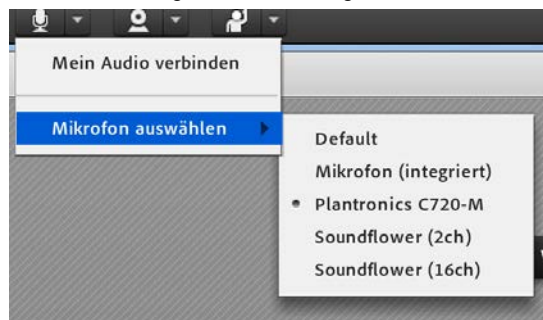 Mein Audio verbinden
Mikrofon auswählen
Default
Mikrofon (integriert)
Plantronics C720-M
Soundflower (2ch)
Soundflower (16ch)